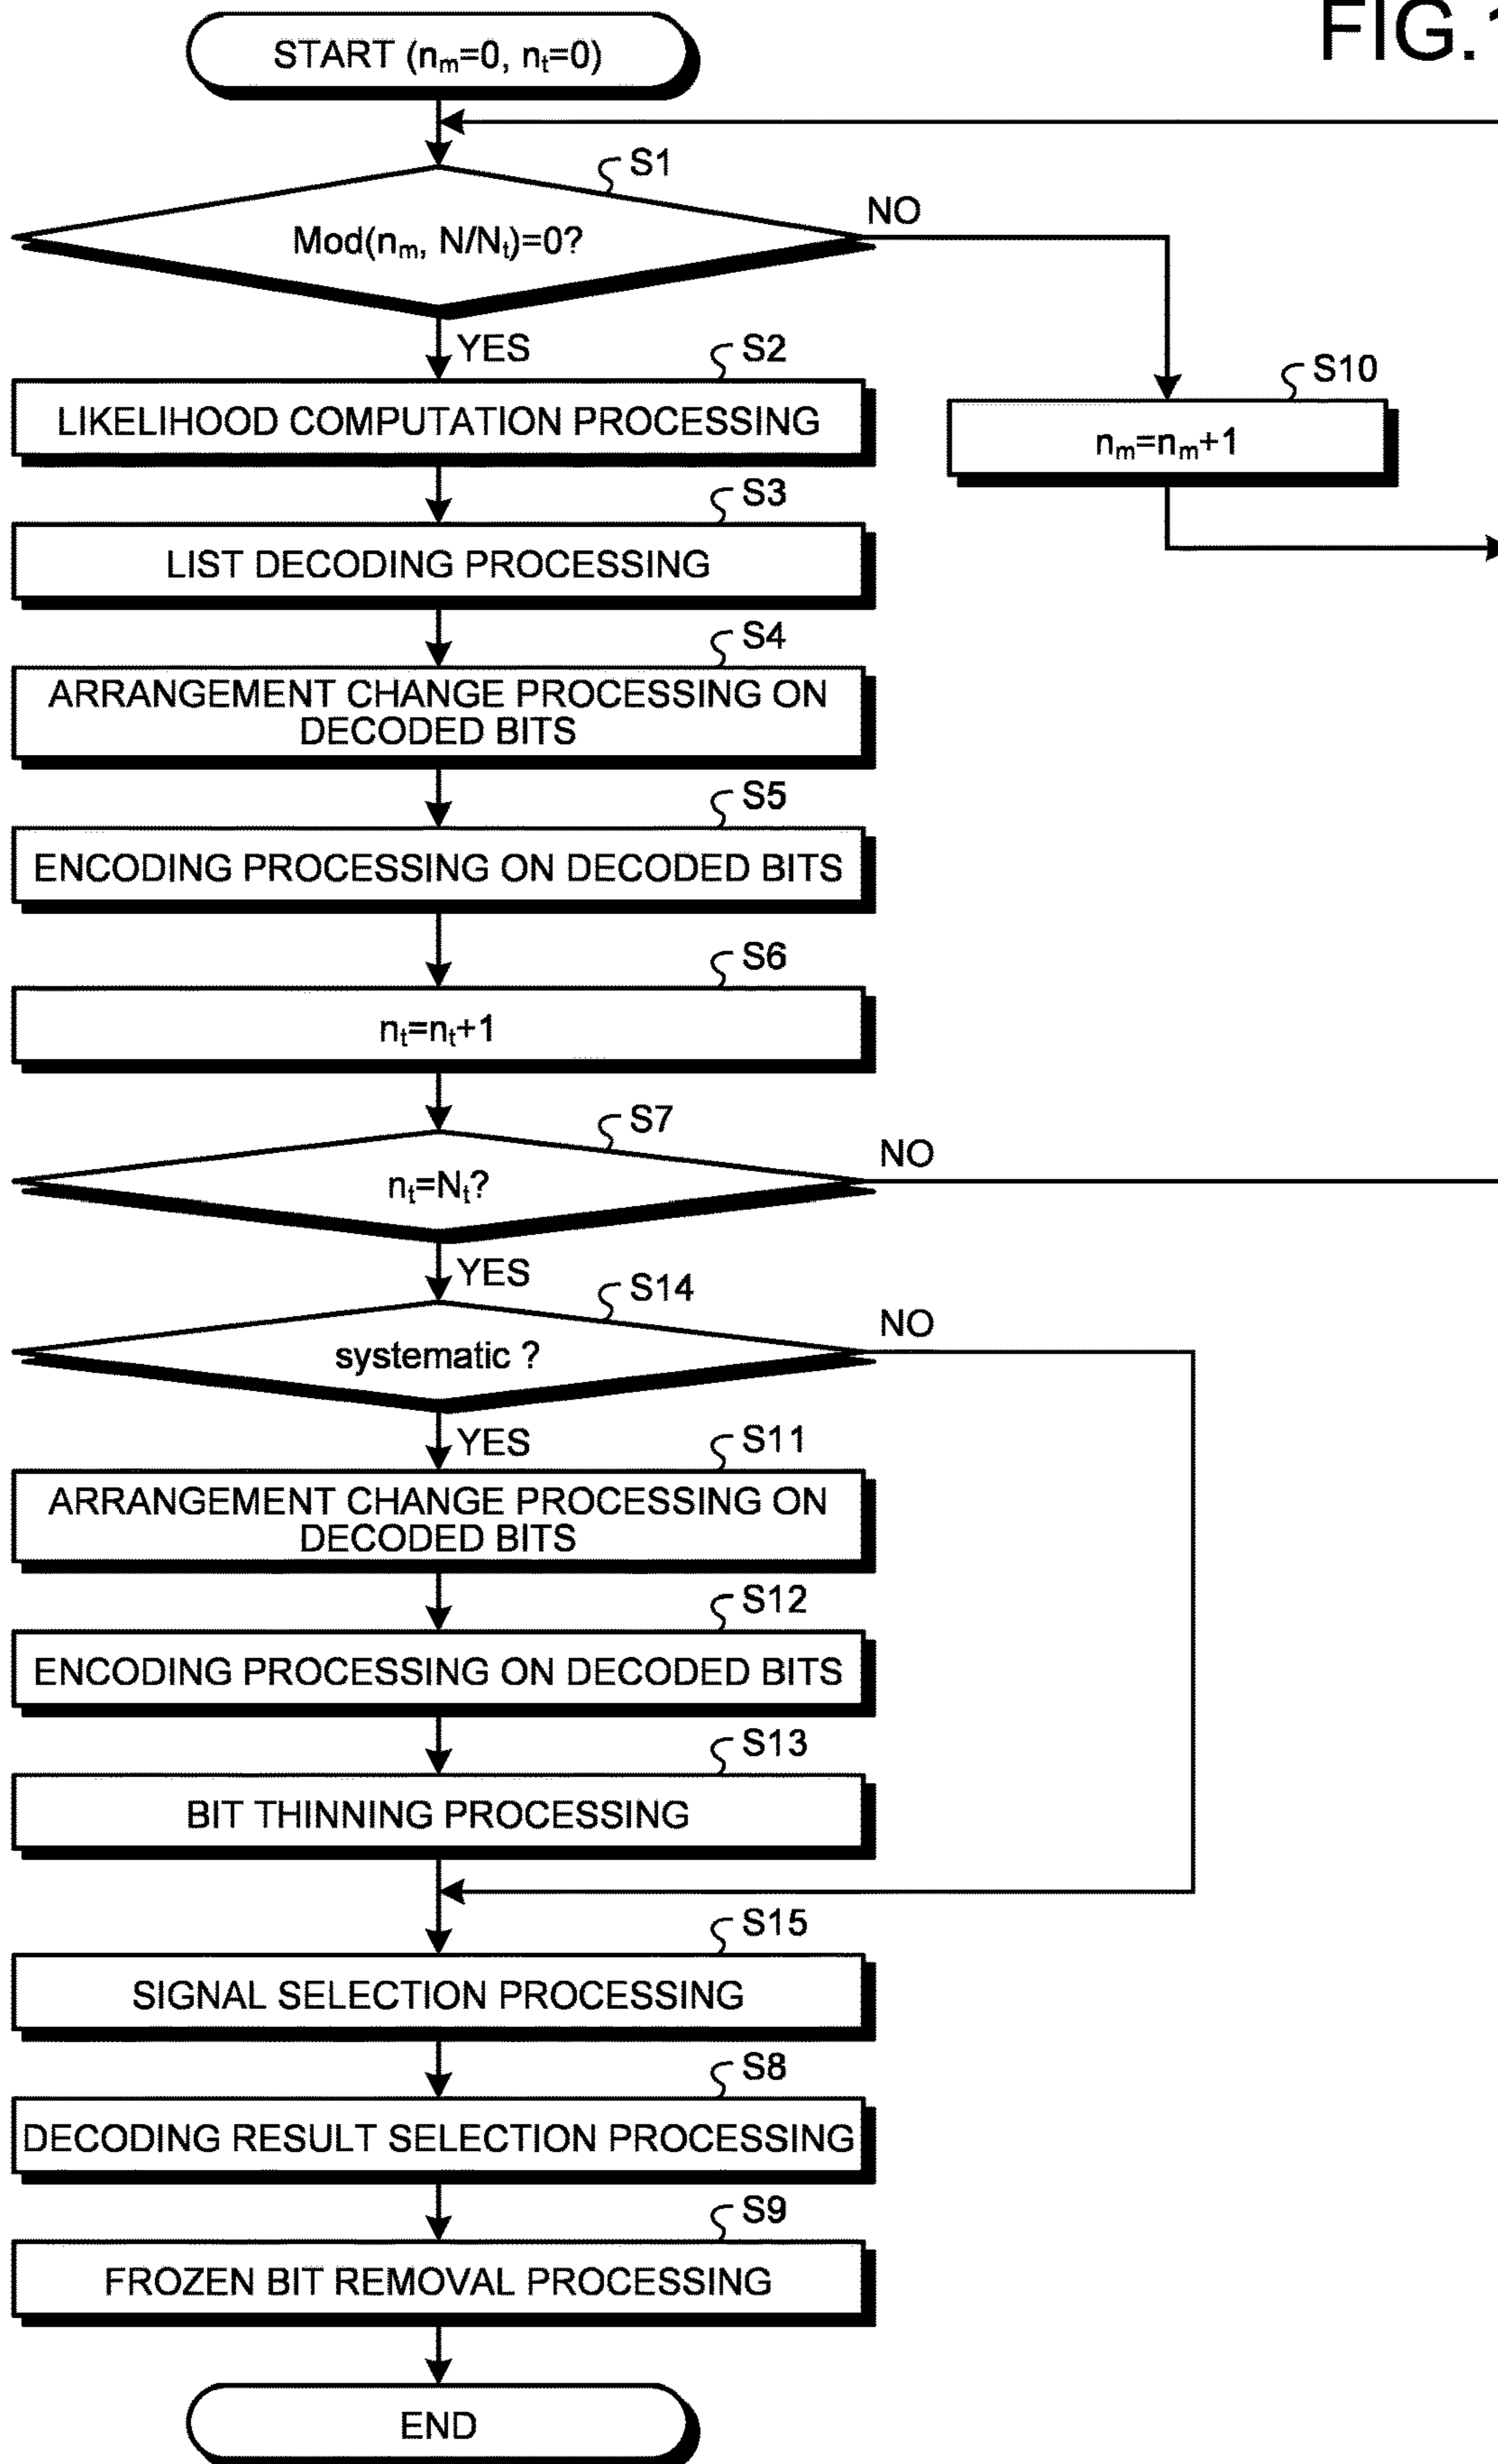 FIG.1
START (nm=0, nt=0)
S1
Mod(nm, N/Nt)=0?
NO
YES
S2
LIKELIHOOD COMPUTATION PROCESSING
S10
nm=nm+1
S3
LIST DECODING PROCESSING
S4
ARRANGEMENT CHANGE PROCESSING ON
DECODED BITS
S5
ENCODING PROCESSING ON DECODED BITS
S6
nt=nt+1
S7
nt=Nt?
NO
YES
S14
systematic ?
NO
YES
S11
ARRANGEMENT CHANGE PROCESSING ON
DECODED BITS
S12
ENCODING PROCESSING ON DECODED BITS
S13
BIT THINNING PROCESSING
S15
SIGNAL SELECTION PROCESSING
S8
DECODING RESULT SELECTION PROCESSING
S9
FROZEN BIT REMOVAL PROCESSING
END